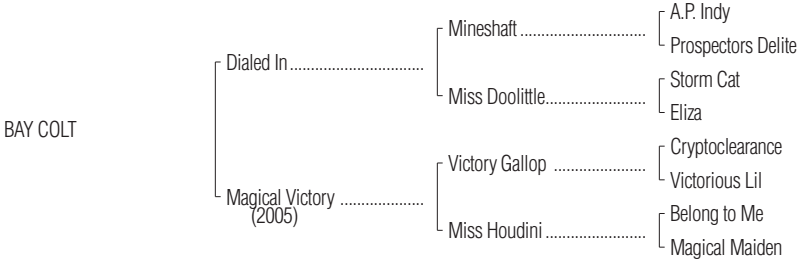 A.P. Indy
Mineshaft ..............................
Prospectors Delite
Dialed In ................................
Storm Cat
Miss Doolittle........................
Eliza
BAY COLT
Cryptoclearance
Victory Gallop ......................
Victorious Lil
Magical Victory ....................
(2005)
Belong to Me
Miss Houdini ........................
Magical Maiden